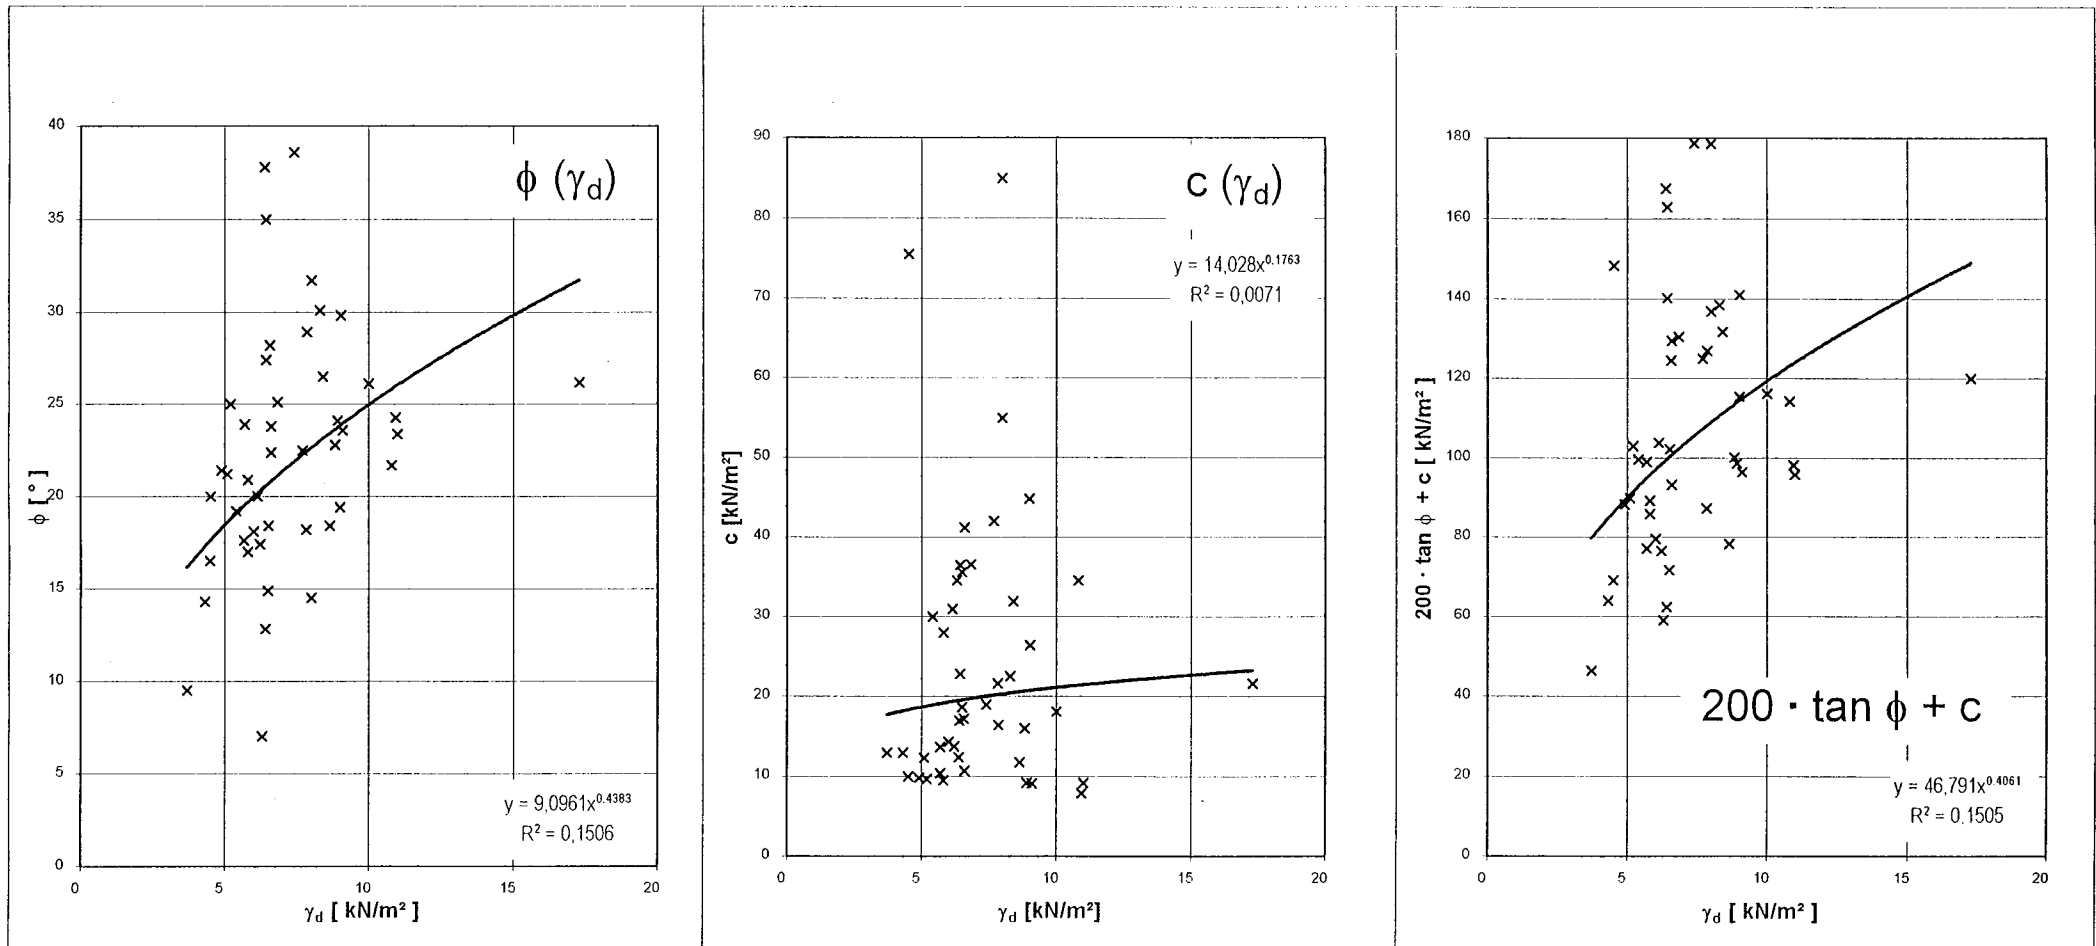 40
35
30
25
20
15
10
5
0
ϕ [ ° ]
ϕ (γd)
y = 9,0961x^0.4383
R² = 0,1506
0 5 10 15 20
γd [ kN/m² ]
90
80
70
60
50
40
30
20
10
0
c [kN/m²]
c (γd)
y = 14,028x^0.1763
R² = 0,0071
0 5 10 15 20
γd [kN/m²]
180
160
140
120
100
80
60
40
20
0
200 · tan ϕ + c [ kN/m² ]
200 · tan ϕ + c
y = 46,791x^0.4061
R² = 0,1505
0 5 10 15 20
γd [ kN/m² ]